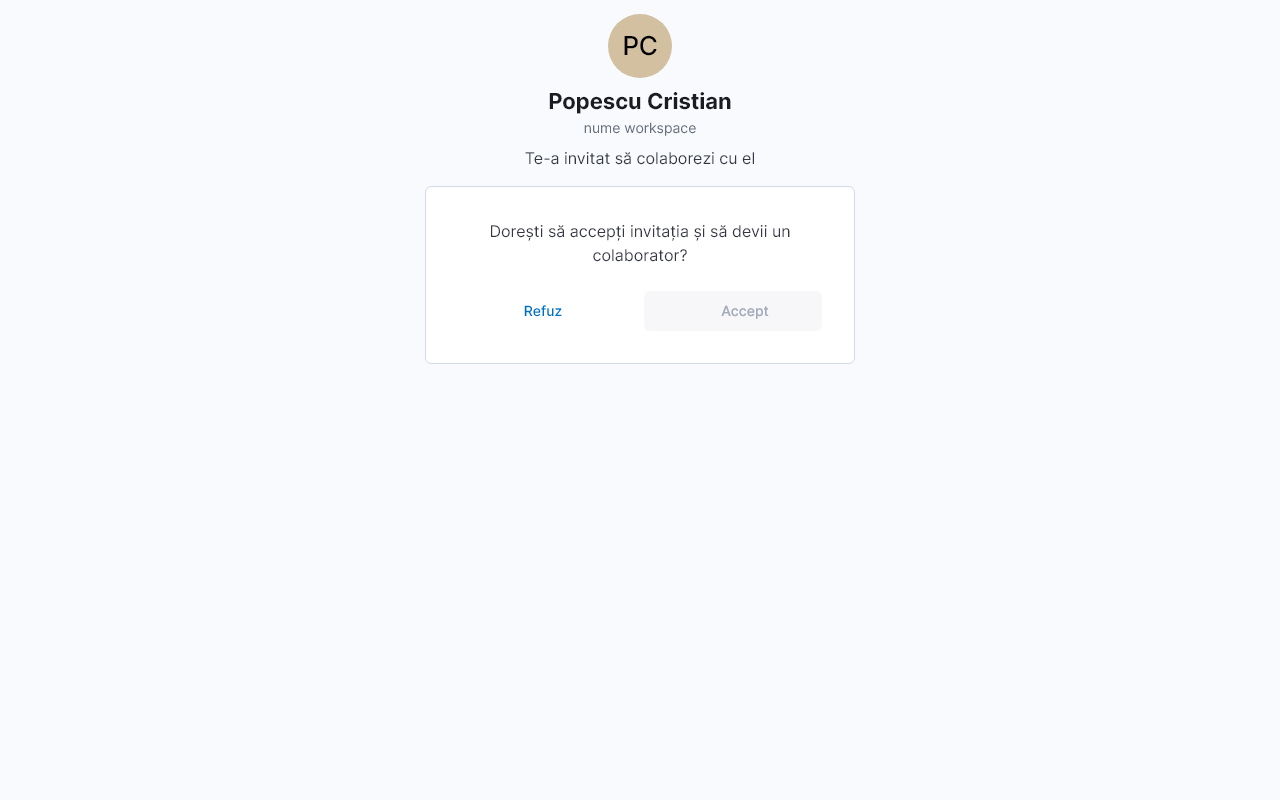 PC
Popescu Cristian
nume workspace
Te-a invitat să colaborezi cu el
Dorești să accepți invitația și să devii un
colaborator?
Refuz
Accept